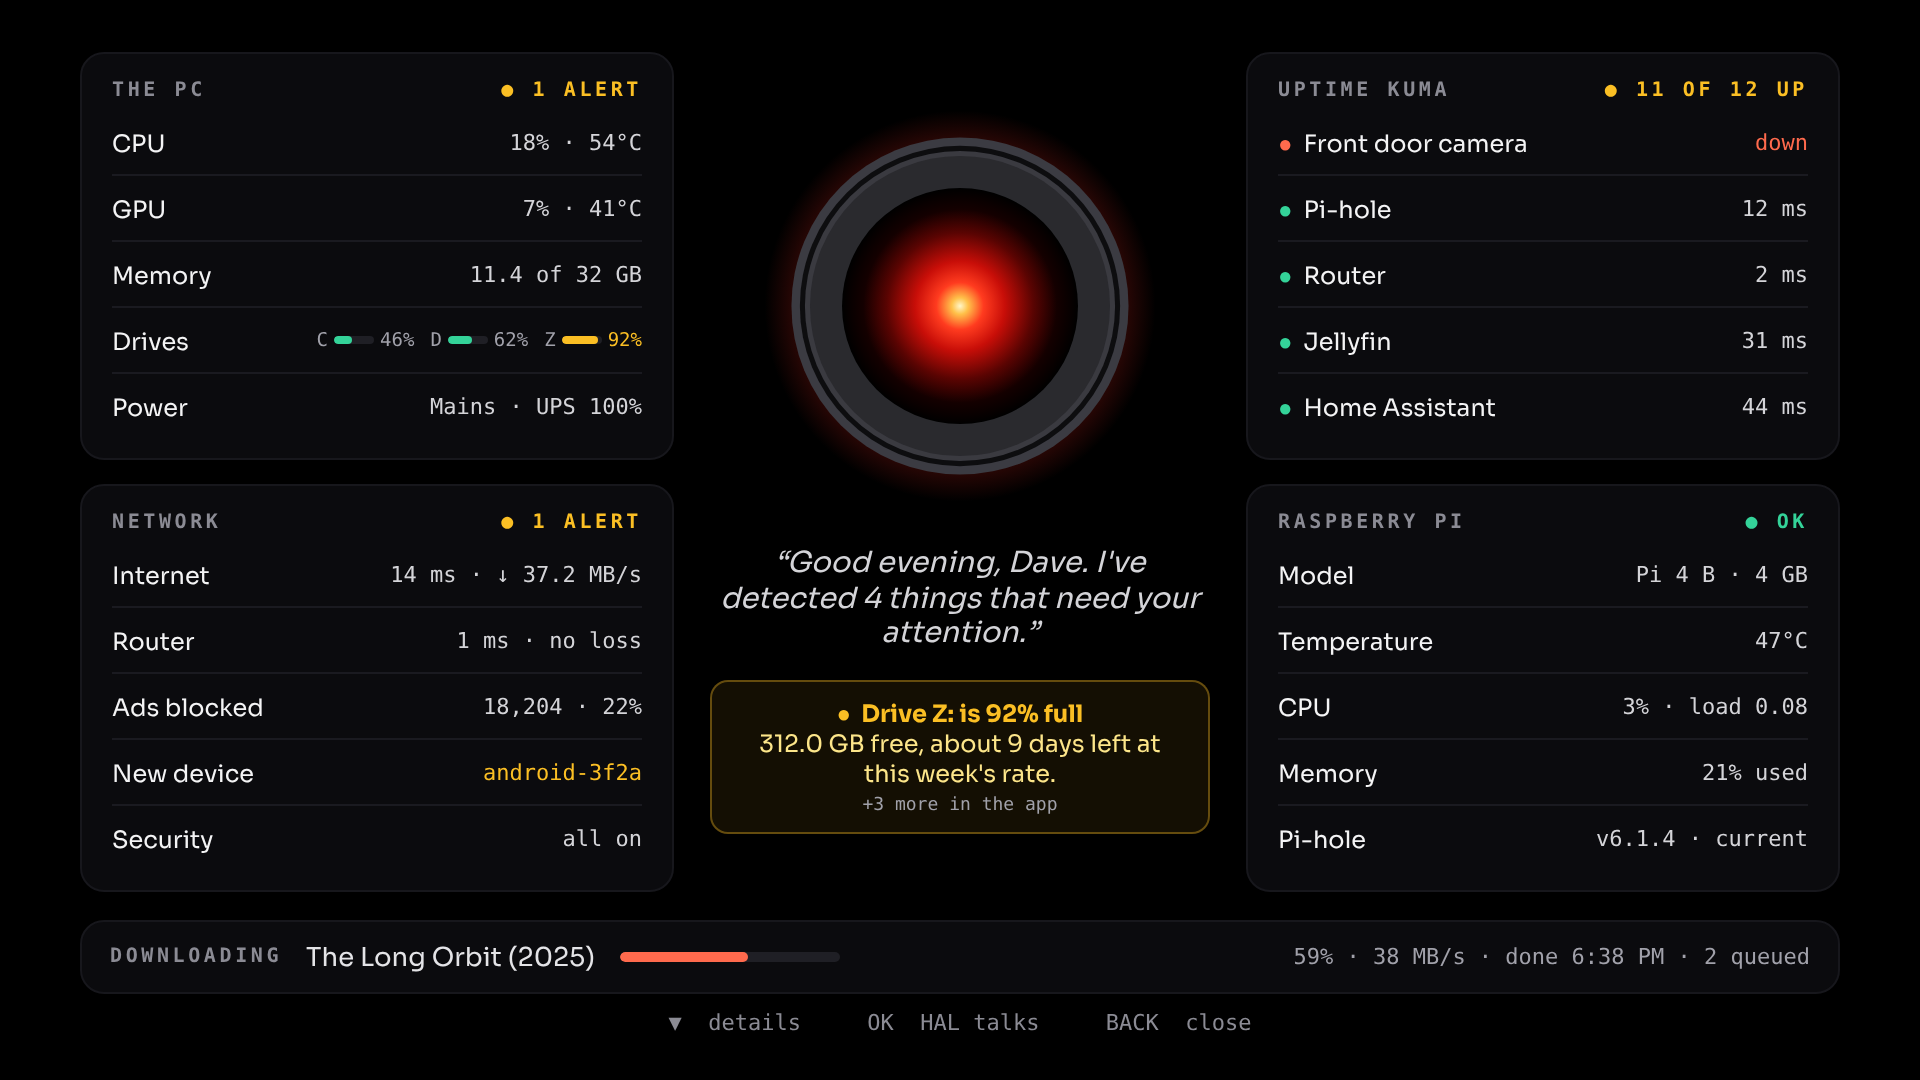 THE PC ● 1 ALERT
CPU 18% · 54°C
GPU 7% · 41°C
Memory 11.4 of 32 GB
Drives C 46% D 62% Z 92%
Power Mains · UPS 100%
NETWORK ● 1 ALERT
Internet 14 ms · ↓ 37.2 MB/s
Router 1 ms · no loss
Ads blocked 18,204 · 22%
New device android-3f2a
Security all on
“Good evening, Dave. I've
detected 4 things that need your
attention.”
● Drive Z: is 92% full
312.0 GB free, about 9 days left at
this week's rate.
+3 more in the app
UPTIME KUMA ● 11 OF 12 UP
● Front door camera down
● Pi-hole 12 ms
● Router 2 ms
● Jellyfin 31 ms
● Home Assistant 44 ms
RASPBERRY PI ● OK
Model Pi 4 B · 4 GB
Temperature 47°C
CPU 3% · load 0.08
Memory 21% used
Pi-hole v6.1.4 · current
DOWNLOADING The Long Orbit (2025) 59% · 38 MB/s · done 6:38 PM · 2 queued
▼ details OK HAL talks BACK close